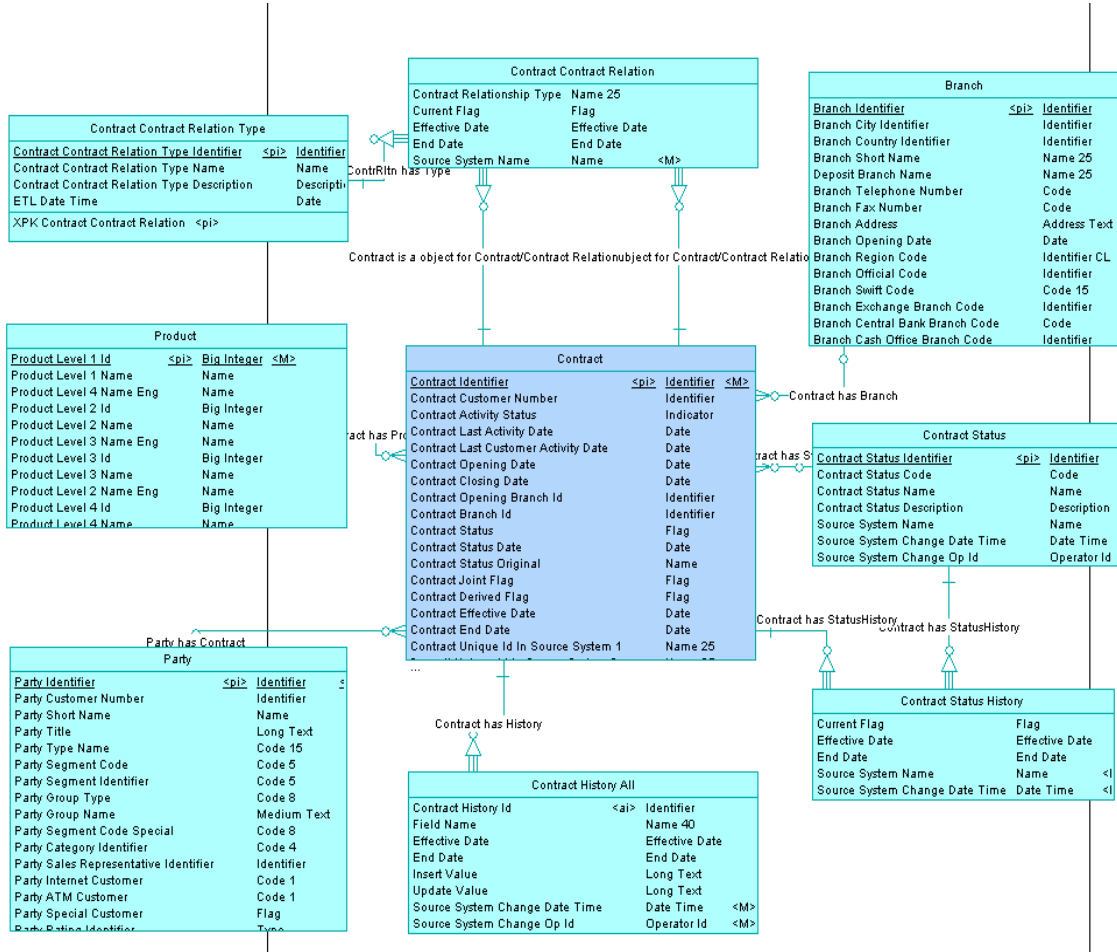 Contract Contract Relation
Contract Relationship Type Name 25
Current Flag Flag
Effective Date Effective Date
End Date End Date
Source System Name Name <M>
Contract Contract Relation Type
Contract Contract Relation Type Identifier <pi> Identifier
Contract Contract Relation Type Name Name
Contract Contract Relation Type Description Descripti
ETL Date Time Date
XPK Contract Contract Relation <pi>
ContrRltn has Type
Branch
Branch Identifier <pi> Identifier
Branch City Identifier Identifier
Branch Country Identifier Identifier
Branch Short Name Name 25
Deposit Branch Name Name 25
Branch Telephone Number Code
Branch Fax Number Code
Branch Address Address Text
Branch Opening Date Date
Branch Region Code Identifier CL
Branch Official Code Identifier
Branch Swift Code Code 15
Branch Exchange Branch Code Identifier
Branch Central Bank Branch Code Code
Branch Cash Office Branch Code Identifier
Contract is a object for Contract/Contract Relationubject for Contract/Contract Relatio
Product
Product Level 1 Id <pi> Big Integer <M>
Product Level 1 Name Name
Product Level 4 Name Eng Name
Product Level 2 Id Big Integer
Product Level 2 Name Name
Product Level 3 Name Eng Name
Product Level 3 Id Big Integer
Product Level 3 Name Name
Product Level 2 Name Eng Name
Product Level 4 Id Big Integer
Product Level 4 Name Name
ract has Pro
Contract
Contract Identifier <pi> Identifier <M>
Contract Customer Number Identifier
Contract Activity Status Indicator
Contract Last Activity Date Date
Contract Last Customer Activity Date Date
Contract Opening Date Date
Contract Closing Date Date
Contract Opening Branch Id Identifier
Contract Branch Id Identifier
Contract Status Flag
Contract Status Date Date
Contract Status Original Name
Contract Joint Flag Flag
Contract Derived Flag Flag
Contract Effective Date Date
Contract End Date Date
Contract Unique Id In Source System 1 Name 25
...
Contract has Branch
ntract has S
Contract Status
Contract Status Identifier <pi> Identifier
Contract Status Code Code
Contract Status Name Name
Contract Status Description Description
Source System Name Name
Source System Change Date Time Date Time
Source System Change Op Id Operator Id
Contract has StatusHistory
Contract has StatusHistory
Party has Contract
Party
Party Identifier <pi> Identifier <
Party Customer Number Identifier
Party Short Name Name
Party Title Long Text
Party Type Name Code 15
Party Segment Code Code 5
Party Segment Identifier Code 5
Party Group Type Code 8
Party Group Name Medium Text
Party Segment Code Special Code 8
Party Category Identifier Code 4
Party Sales Representative Identifier Identifier
Party Internet Customer Code 1
Party ATM Customer Code 1
Party Special Customer Flag
Party Rating Identifier Type
Contract has History
Contract History All
Contract History Id <ai> Identifier
Field Name Name 40
Effective Date Effective Date
End Date End Date
Insert Value Long Text
Update Value Long Text
Source System Change Date Time Date Time <M>
Source System Change Op Id Operator Id <M>
Contract Status History
Current Flag Flag
Effective Date Effective Date
End Date End Date
Source System Name Name <I
Source System Change Date Time Date Time <I